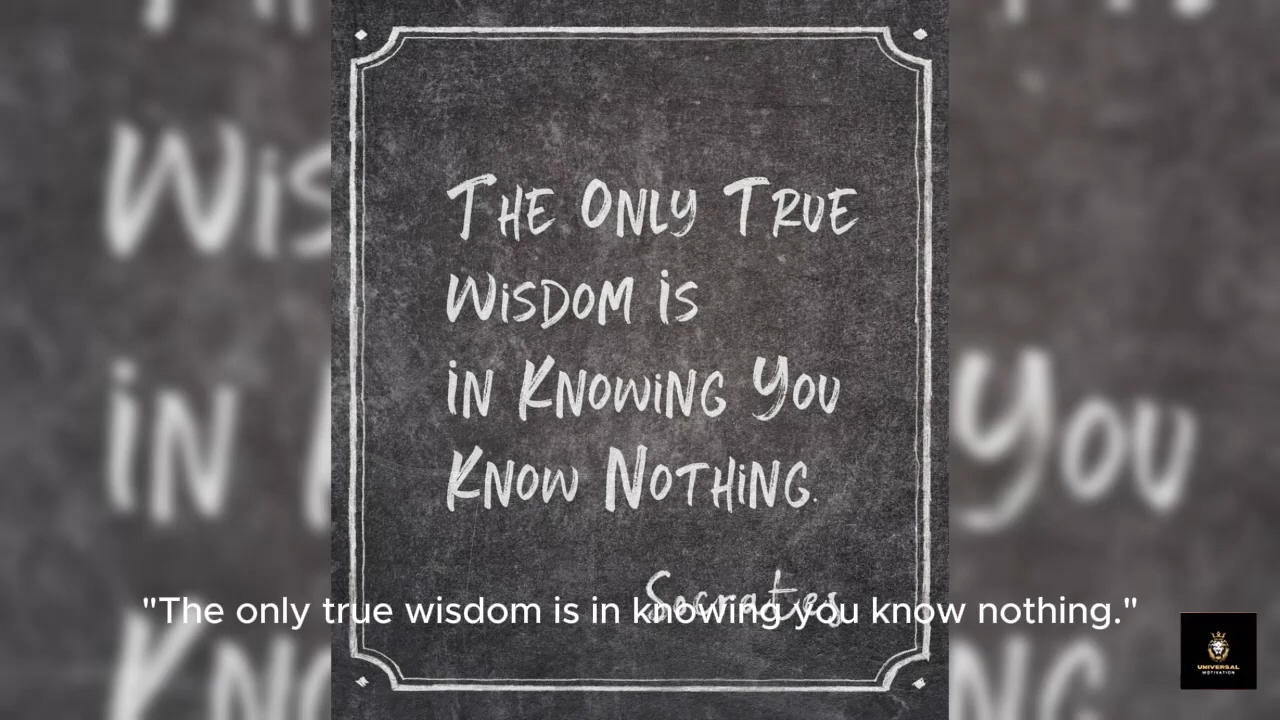 The Only True
Wisdom is
in Knowing You
Know Nothing.
Socrates
"The only true wisdom is in knowing you know nothing."
UNIVERSAL
MOTIVATION